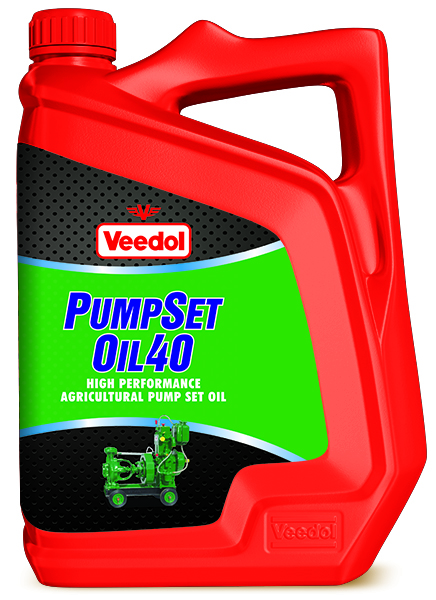 Veedol
PUMPSET
OIL40
HIGH PERFORMANCE
AGRICULTURAL PUMP SET OIL
Veedol